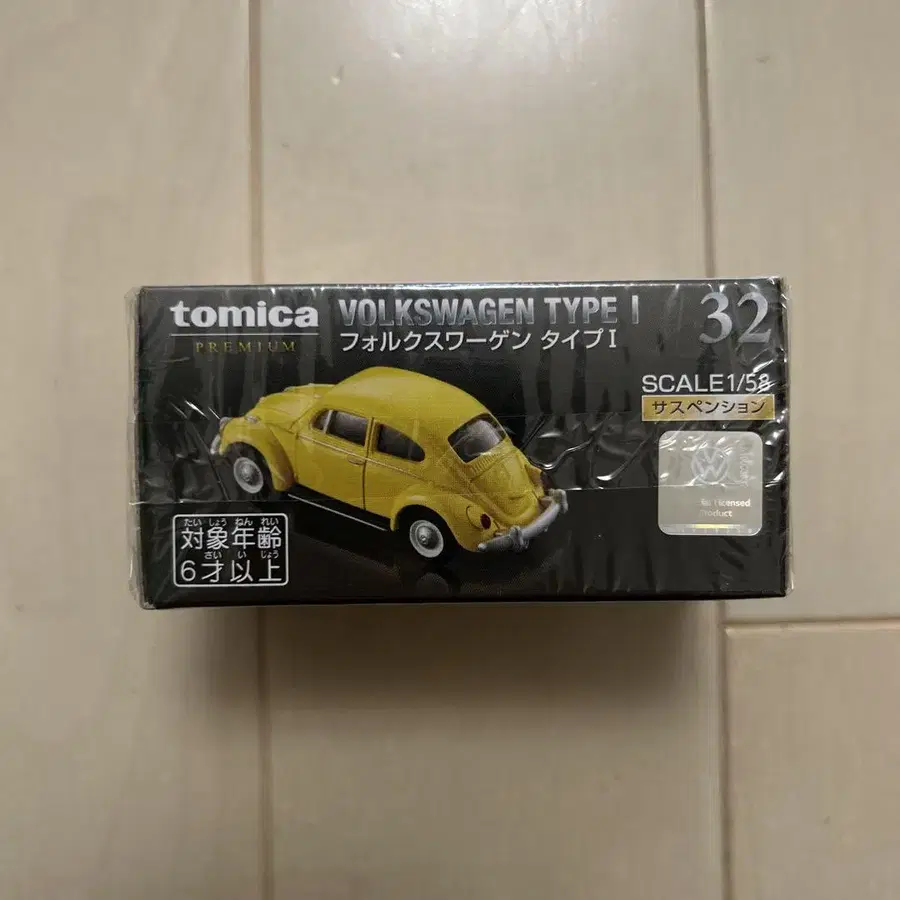 tomica
PREMIUM
VOLKSWAGEN TYPE I
フォルクスワーゲン タイプI
32
SCALE1/58
サスペンション
Licensed
Product
たい しょう ねん れい
対象年齢
さい い じょう
6才以上